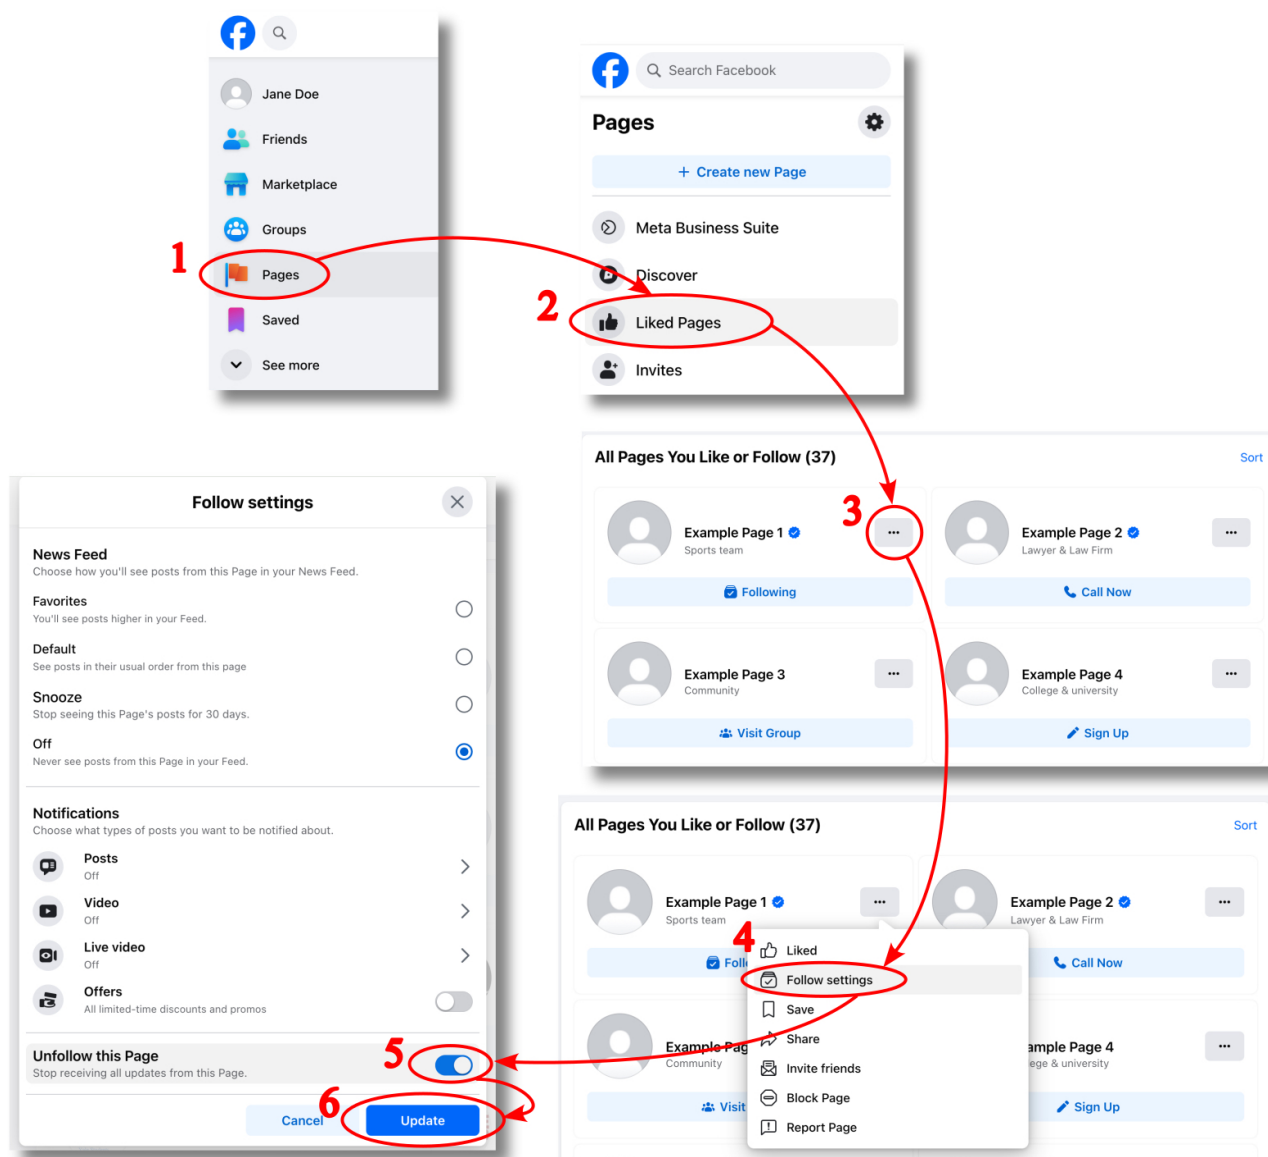 Jane Doe
Friends
Marketplace
Groups
1
Pages
Saved
See more
Search Facebook
Pages
+ Create new Page
Meta Business Suite
Discover
2
Liked Pages
Invites
All Pages You Like or Follow (37)
Sort
3
Example Page 1
Sports team
Following
Example Page 2
Lawyer & Law Firm
Call Now
Example Page 3
Community
Visit Group
Example Page 4
College & university
Sign Up
All Pages You Like or Follow (37)
Sort
Example Page 1
Sports team
Foll
Example Page 2
Lawyer & Law Firm
Call Now
4
Liked
Follow settings
Save
Share
Invite friends
Block Page
Report Page
Example Pag
Community
Visit
ample Page 4
ege & university
Sign Up
Follow settings
News Feed
Choose how you'll see posts from this Page in your News Feed.
Favorites
You'll see posts higher in your Feed.
Default
See posts in their usual order from this page
Snooze
Stop seeing this Page's posts for 30 days.
Off
Never see posts from this Page in your Feed.
Notifications
Choose what types of posts you want to be notified about.
Posts
Off
Video
Off
Live video
Off
Offers
All limited-time discounts and promos
Unfollow this Page
Stop receiving all updates from this Page.
5
6
Cancel
Update